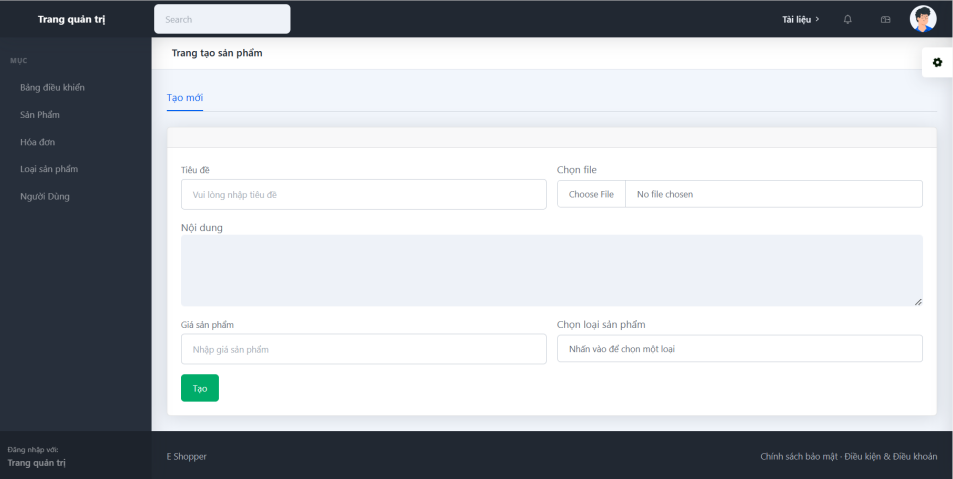 Trang quản trị
Search
Tài liệu >
Trang tạo sản phẩm
MỤC
Bảng điều khiển
Sản Phẩm
Hóa đơn
Loại sản phẩm
Người Dùng
Tạo mới
Tiêu đề
Chọn file
Vui lòng nhập tiêu đề
Choose File No file chosen
Nội dung
Giá sản phẩm
Chọn loại sản phẩm
Nhập giá sản phẩm
Nhấn vào để chọn một loại
Tạo
Đăng nhập với:
Trang quản trị
E Shopper
Chính sách bảo mật · Điều kiện & Điều khoản